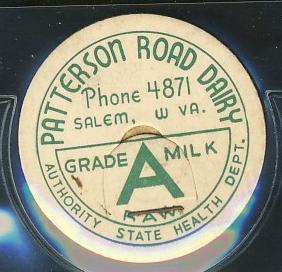 PATTERSON ROAD DAIRY
Phone 4871
SALEM, W VA.
GRADE A MILK
RAW
AUTHORITY STATE HEALTH DEPT.